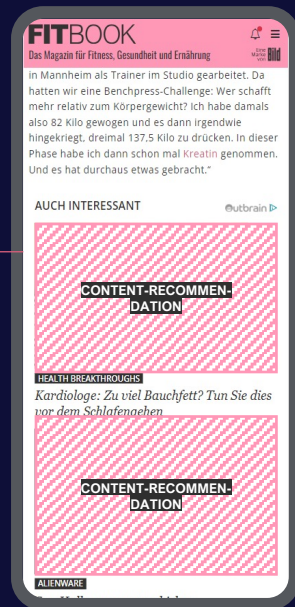 FITBOOK
Das Magazin für Fitness, Gesundheit und Ernährung
Eine
Marke
von Bild
in Mannheim als Trainer im Studio gearbeitet. Da
hatten wir eine Benchpress-Challenge: Wer schafft
mehr relativ zum Körpergewicht? Ich habe damals
also 82 Kilo gewogen und es dann irgendwie
hingekriegt, dreimal 137.5 Kilo zu drücken. In dieser
Phase habe ich dann schon mal Kreatin genommen.
Und es hat durchaus etwas gebracht.“
AUCH INTERESSANT
Outbrain
CONTENT-RECOMMEN-
DATION
HEALTH BREAKTHROUGHS
Kardiologe: Zu viel Bauchfett? Tun Sie dies
vor dem Schlafengehen
CONTENT-RECOMMEN-
DATION
ALIENWARE